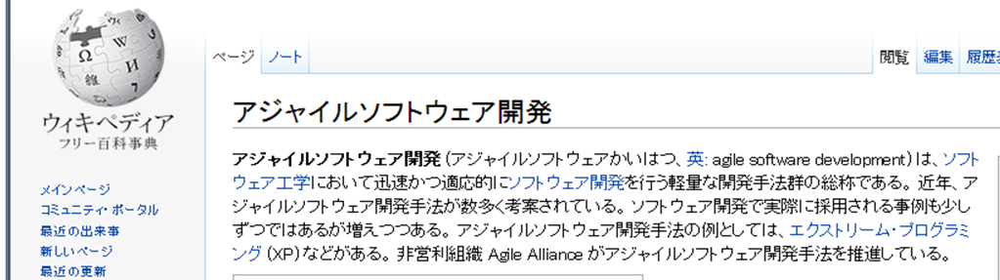 ウィキペディア
フリー百科事典
メインページ
コミュニティ・ポータル
最近の出来事
新しいページ
最近の更新
ページ ノート 閲覧 編集 履歴
アジャイルソフトウェア開発
アジャイルソフトウェア開発 (アジャイルソフトウェアかいはつ、英: agile software development) は、ソフト
ウェア工学において迅速かつ適応的にソフトウェア開発を行う軽量な開発手法群の総称である。近年、ア
ジャイルソフトウェア開発手法が数多く考案されている。ソフトウェア開発で実際に採用される事例も少し
ずつではあるが増えつつある。アジャイルソフトウェア開発手法の例としては、エクストリーム・プログラミ
ング (XP) などがある。非営利組織 Agile Alliance がアジャイルソフトウェア開発手法を推進している。